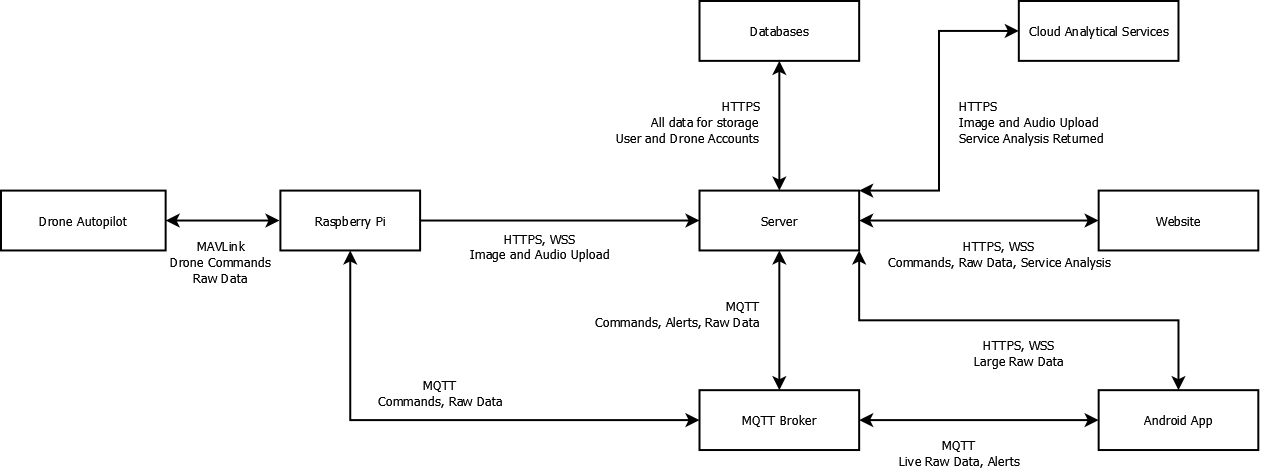 Databases
Cloud Analytical Services
HTTPS
All data for storage
User and Drone Accounts
HTTPS
Image and Audio Upload
Service Analysis Returned
Drone Autopilot
Raspberry Pi
Server
Website
MAVLink
Drone Commands
Raw Data
HTTPS, WSS
Image and Audio Upload
HTTPS, WSS
Commands, Raw Data, Service Analysis
MQTT
Commands, Alerts, Raw Data
HTTPS, WSS
Large Raw Data
MQTT
Commands, Raw Data
MQTT Broker
Android App
MQTT
Live Raw Data, Alerts